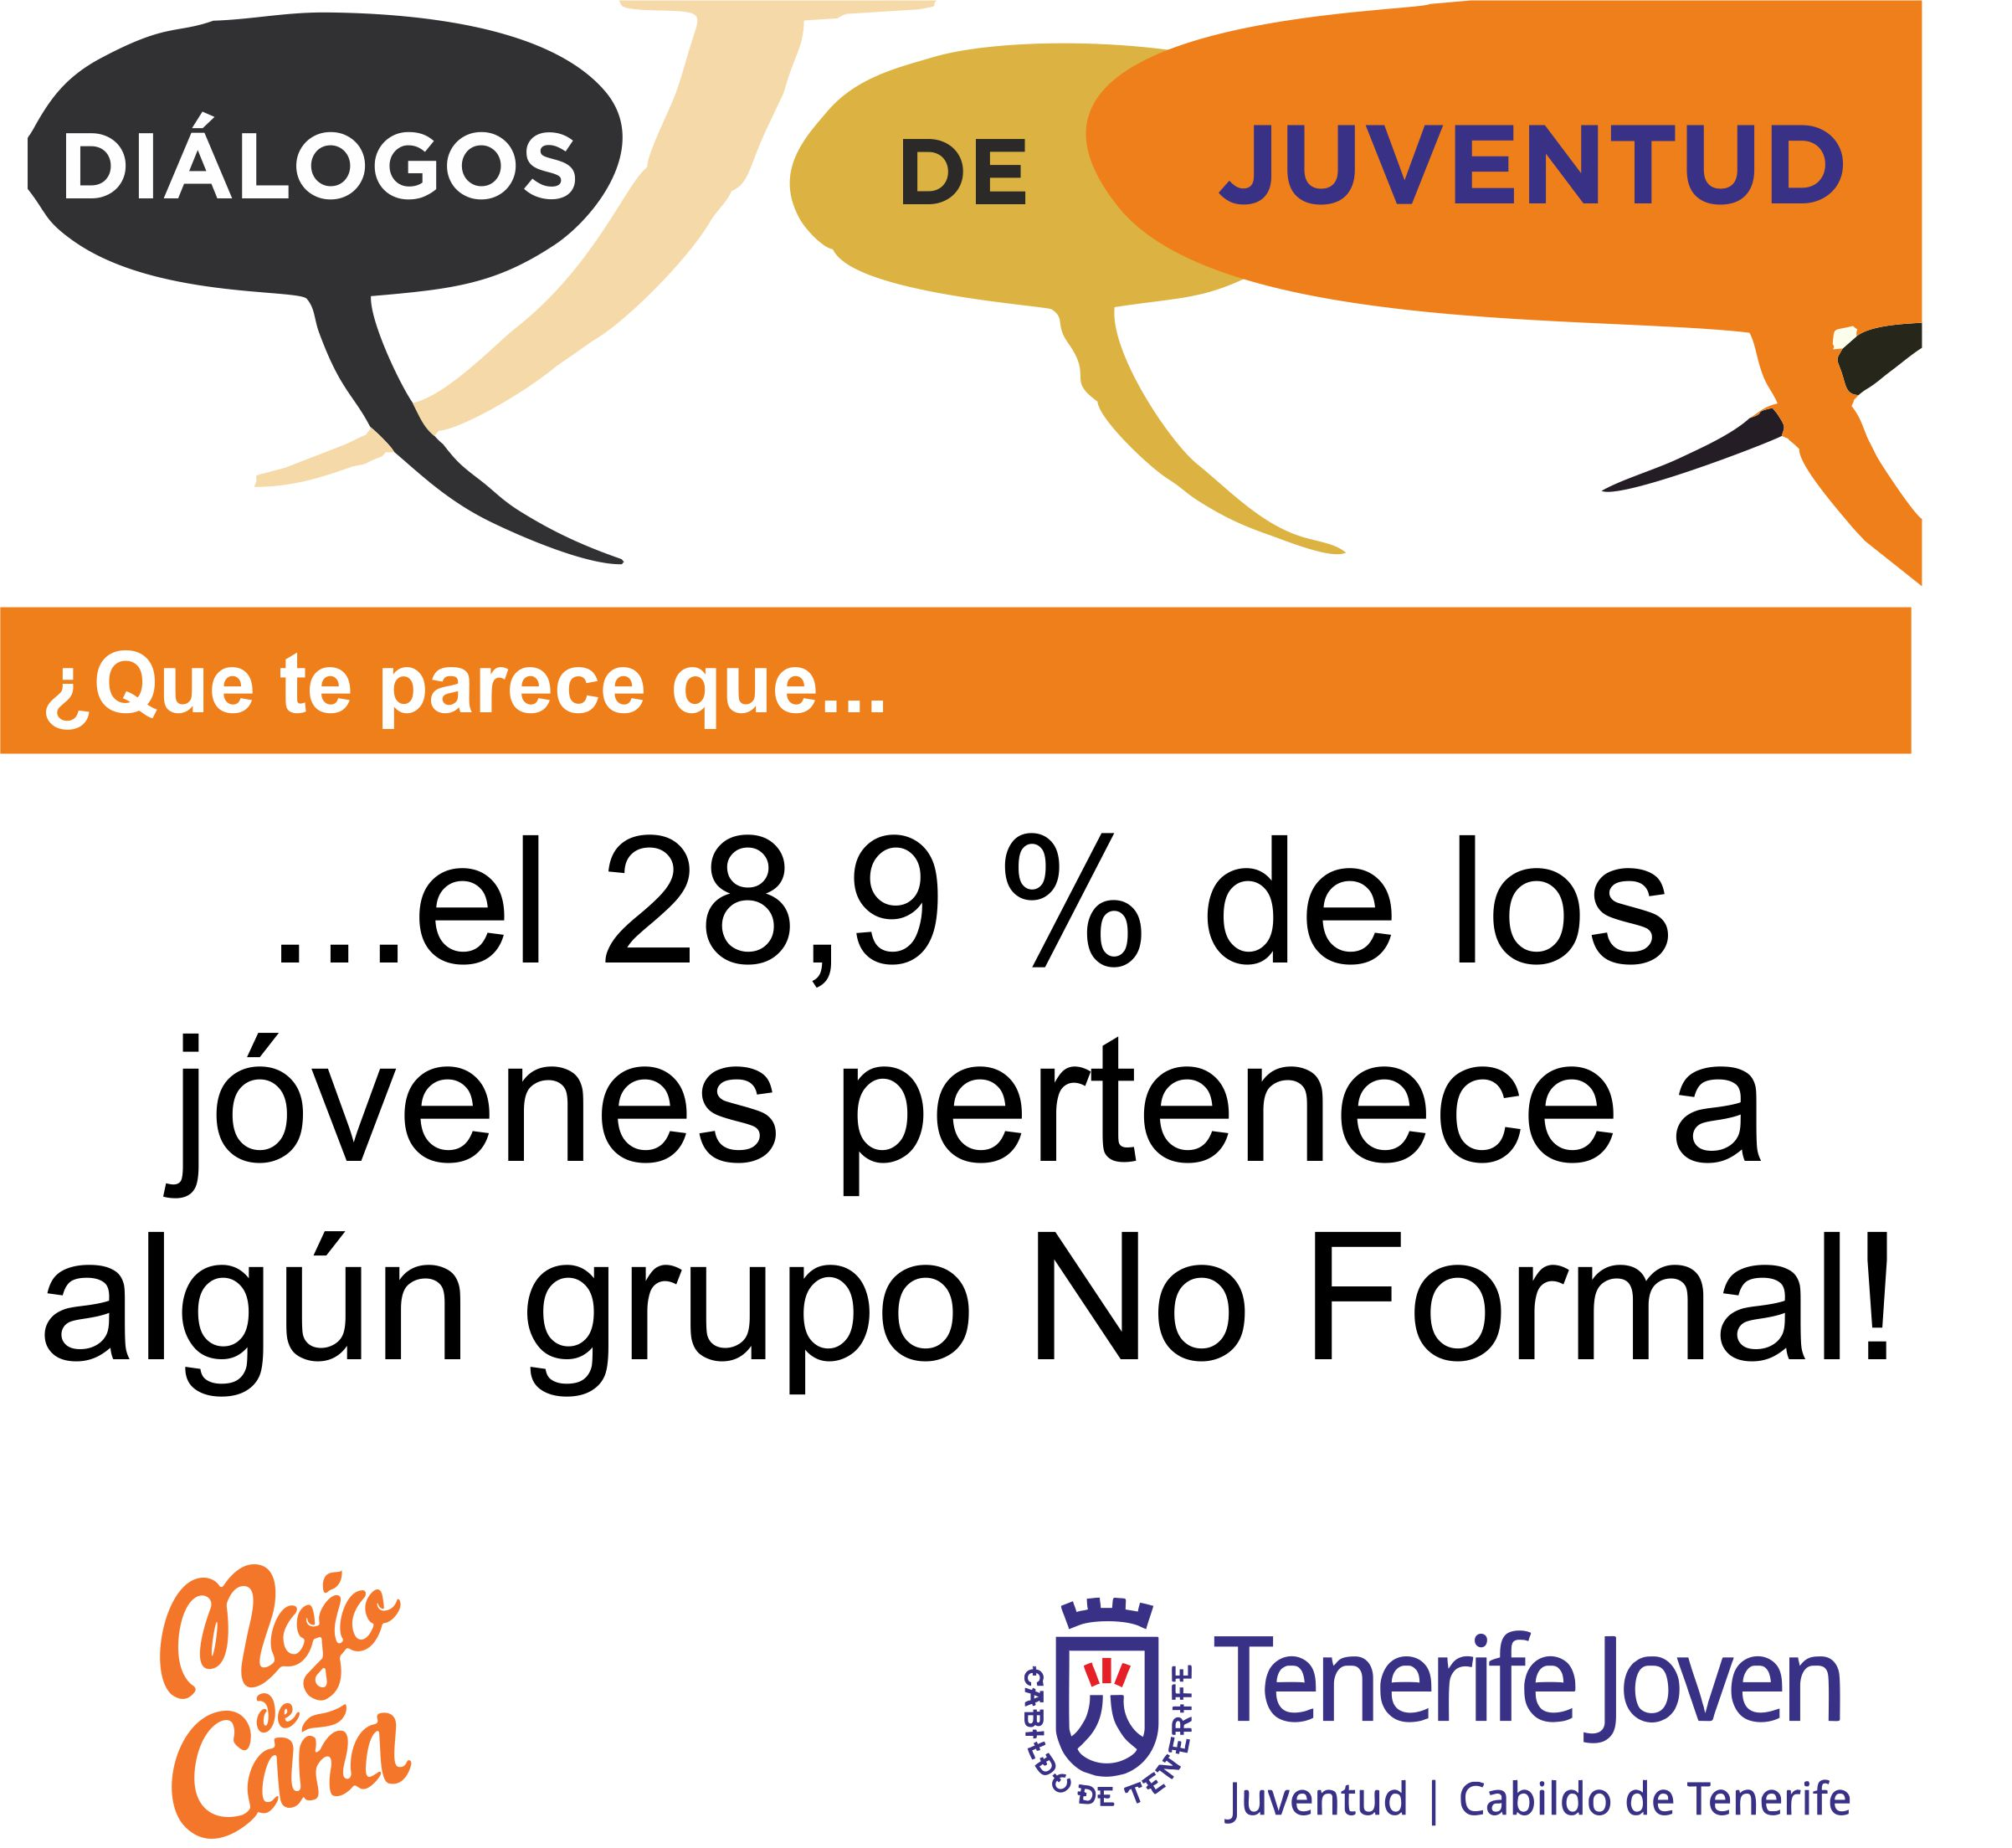 DIÁLOGOS DE JUVENTUD
¿Que te parece que...
...el 28,9 % de los
jóvenes pertenece a
algún grupo No Formal!
Mojo
de
Caña
CABILDO DE TENERIFE
Tenerife Joven
Juventud | Cabildo de Tenerife